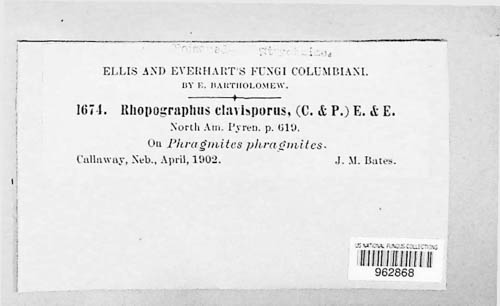 ELLIS AND EVERHART'S FUNGI COLUMBIANI.
BY E. BARTHOLOMEW.
1674. Rhopographus clavisporus, (C. & P.) E. & E.
North Am. Pyren. p. 619.
On Phragmites phragmites.
Callaway, Neb., April, 1902. J. M. Bates.
US NATIONAL FUNGUS COLLECTIONS
962868